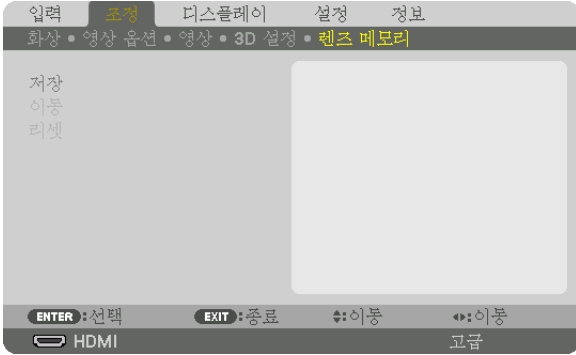 입력 조정 디스플레이 설정 정보
화상 • 영상 옵션 • 영상 • 3D 설정 • 렌즈 메모리
저장
이동
리셋
ENTER :선택 EXIT :종료 :이동 :이동
HDMI 고급